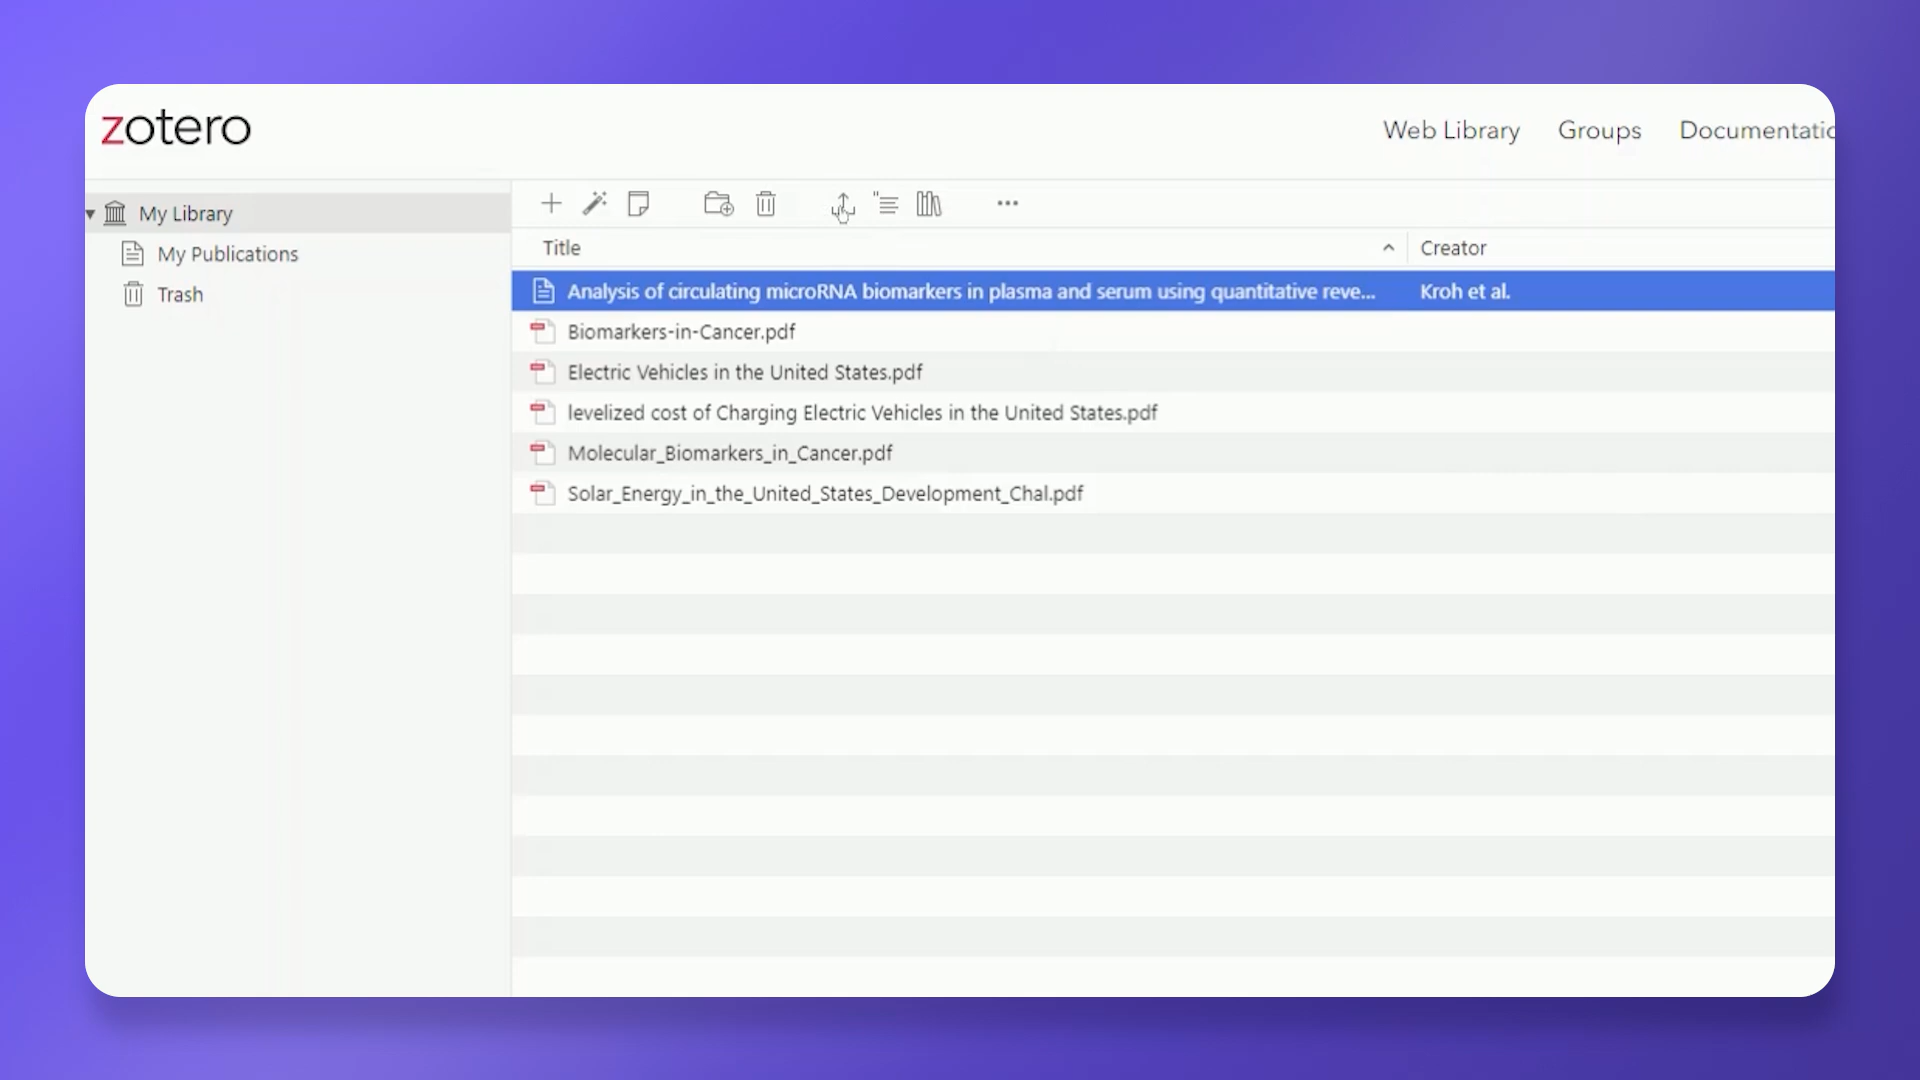 zotero
Web Library Groups Documentatio
My Library
My Publications
Trash
Title Creator
Analysis of circulating microRNA biomarkers in plasma and serum using quantitative reve... Kroh et al.
Biomarkers-in-Cancer.pdf
Electric Vehicles in the United States.pdf
levelized cost of Charging Electric Vehicles in the United States.pdf
Molecular_Biomarkers_in_Cancer.pdf
Solar_Energy_in_the_United_States_Development_Chal.pdf